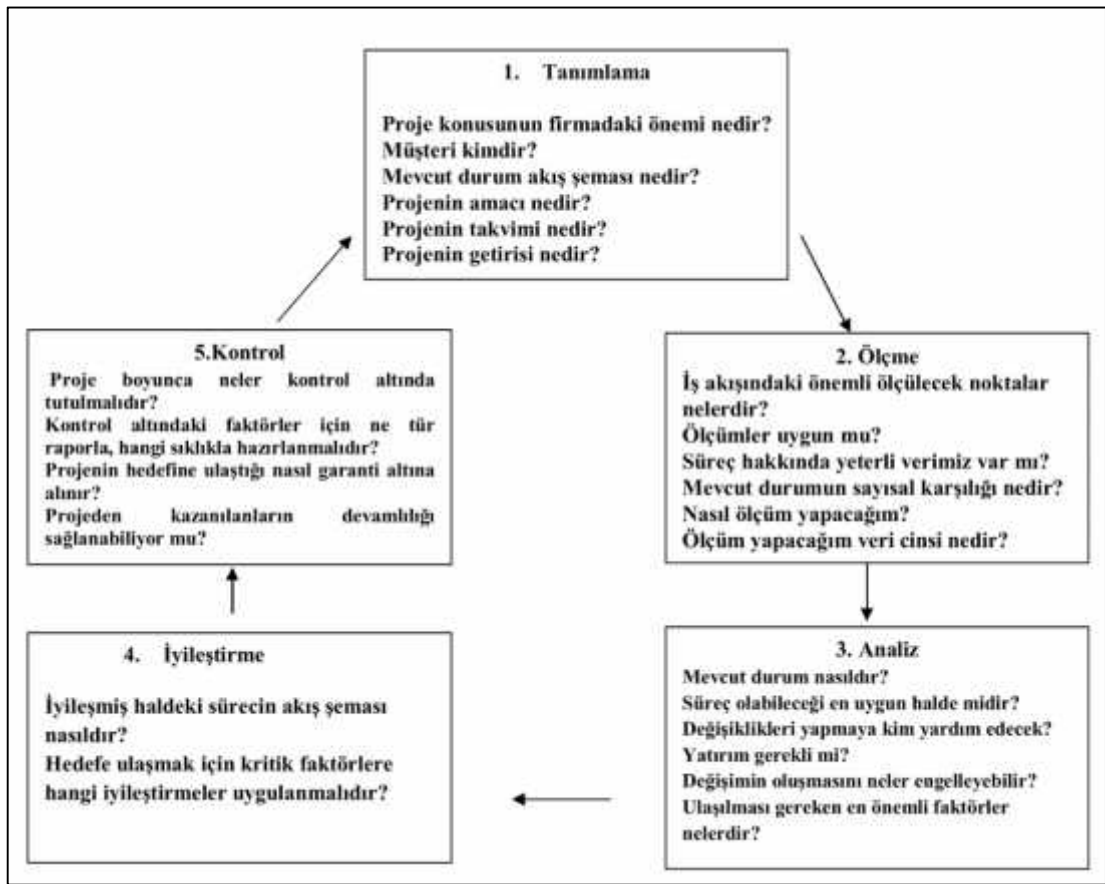 1. Tanımlama
Proje konusunun firmadaki önemi nedir?
Müşteri kimdir?
Mevcut durum akış şeması nedir?
Projenin amacı nedir?
Projenin takvimi nedir?
Projenin getirisi nedir?
2. Ölçme
İş akışındaki önemli ölçülecek noktalar
nelerdir?
Ölçümler uygun mu?
Süreç hakkında yeterli verimiz var mı?
Mevcut durumun sayısal karşılığı nedir?
Nasıl ölçüm yapacağım?
Ölçüm yapacağım veri cinsi nedir?
3. Analiz
Mevcut durum nasıldır?
Süreç olabileceği en uygun halde midir?
Değişiklikleri yapmaya kim yardım edecek?
Yatırım gerekli mi?
Değişimin oluşmasını neler engelleyebilir?
Ulaşılması gereken en önemli faktörler
nelerdir?
4. İyileştirme
İyileşmiş haldeki sürecin akış şeması
nasıldır?
Hedefe ulaşmak için kritik faktörlere
hangi iyileştirmeler uygulanmalıdır?
5.Kontrol
Proje boyunca neler kontrol altında
tutulmalıdır?
Kontrol altındaki faktörler için ne tür
raporla, hangi sıklıkla hazırlanmalıdır?
Projenin hedefine ulaştığı nasıl garanti altına
alınır?
Projeden kazanılanların devamlılığı
sağlanabiliyor mu?